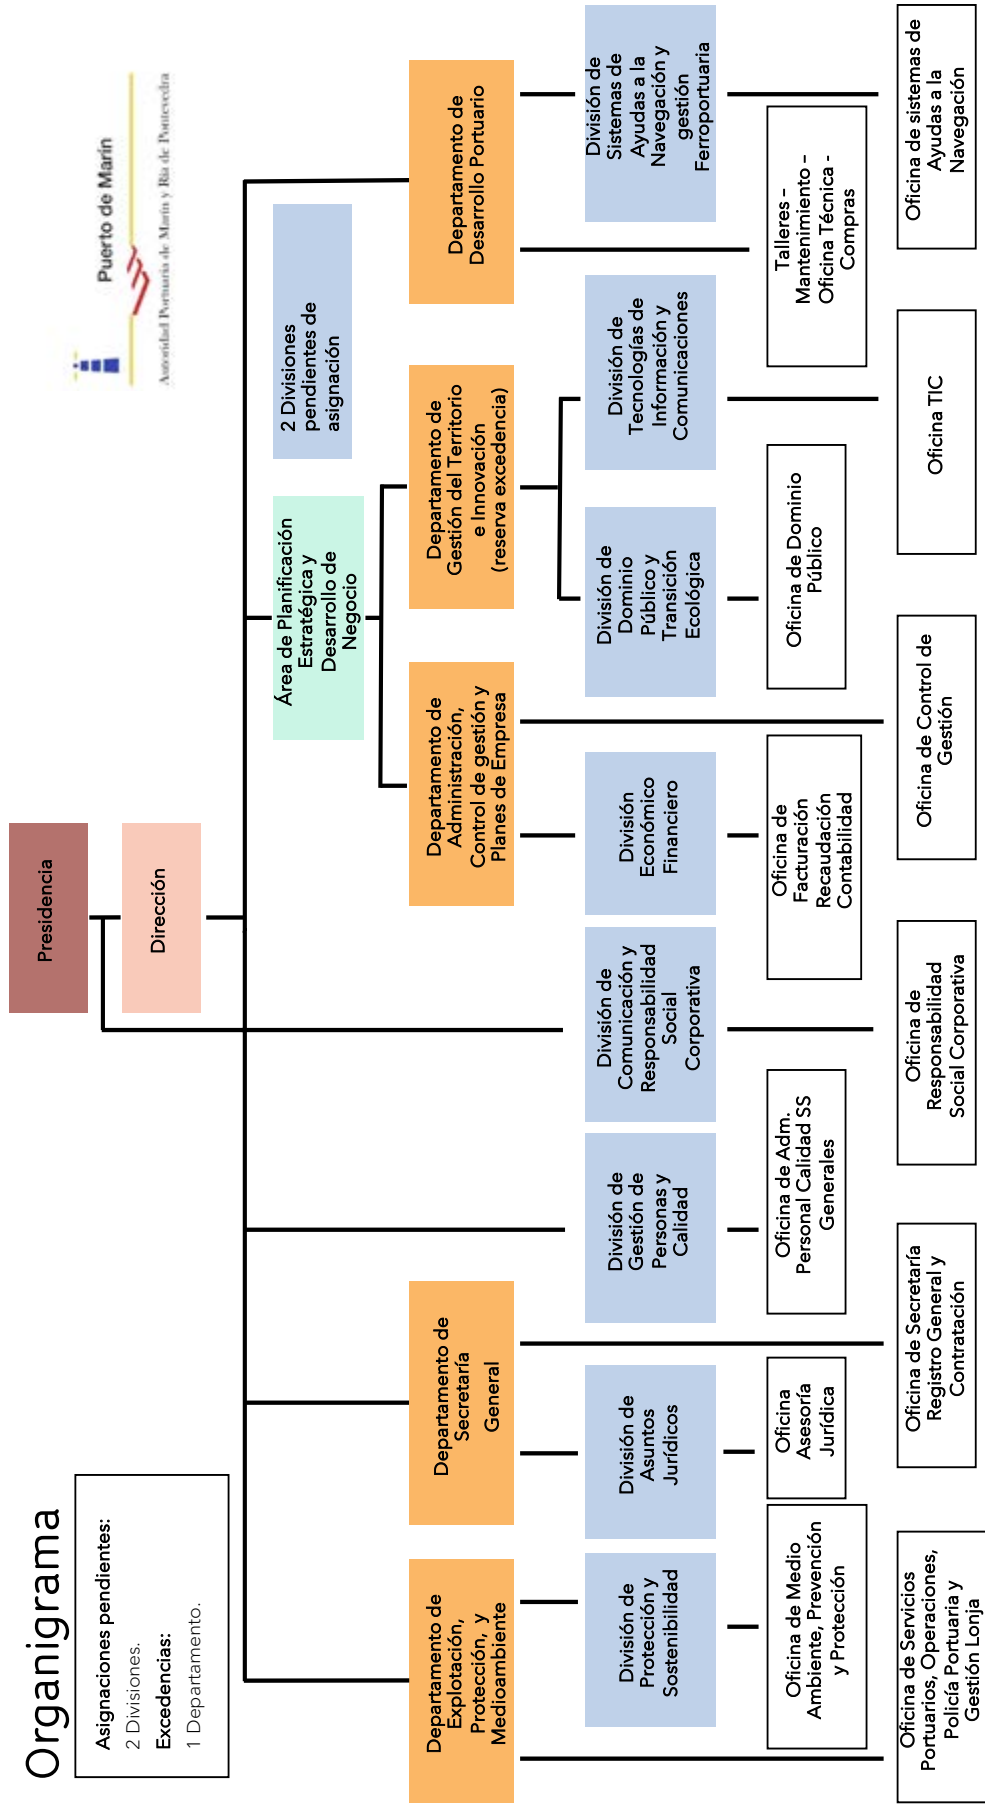 Organigrama
Asignaciones pendientes:
2 Divisiones.
Excedencias:
1 Departamento.
Puerto de Marín
Autoridad Portuaria de Marín y Ría de Pontevedra
Presidencia
Dirección
Área de Planificación
Estratégica y
Desarrollo de
Negocio
2 Divisiones
pendientes de
asignación
Departamento de
Explotación,
Protección, y
Medioambiente
Departamento de
Secretaría
General
Departamento de
Administración,
Control de gestión y
Planes de Empresa
Departamento de
Gestión del Territorio
e Innovación
(reserva excedencia)
Departamento de
Desarrollo Portuario
División de
Protección y
Sostenibilidad
División de
Asuntos
Jurídicos
División de
Gestión de
Personas y
Calidad
División de
Comunicación y
Responsabilidad
Social
Corporativa
División
Económico
Financiero
División de
Dominio
Público y
Transición
Ecológica
División de
Tecnologías de
Información y
Comunicaciones
División de
Sistemas de
Ayudas a la
Navegación y
gestión
Ferroportuaria
Oficina de Medio
Ambiente, Prevención
y Protección
Oficina
Asesoría
Jurídica
Oficina de Adm.
Personal Calidad SS
Generales
Oficina de
Facturación
Recaudación
Contabilidad
Oficina de Dominio
Público
Talleres –
Mantenimiento –
Oficina Técnica -
Compras
Oficina de Servicios
Portuarios, Operaciones,
Policía Portuaria y
Gestión Lonja
Oficina de Secretaría
Registro General y
Contratación
Oficina de
Responsabilidad
Social Corporativa
Oficina de Control de
Gestión
Oficina TIC
Oficina de sistemas de
Ayudas a la
Navegación